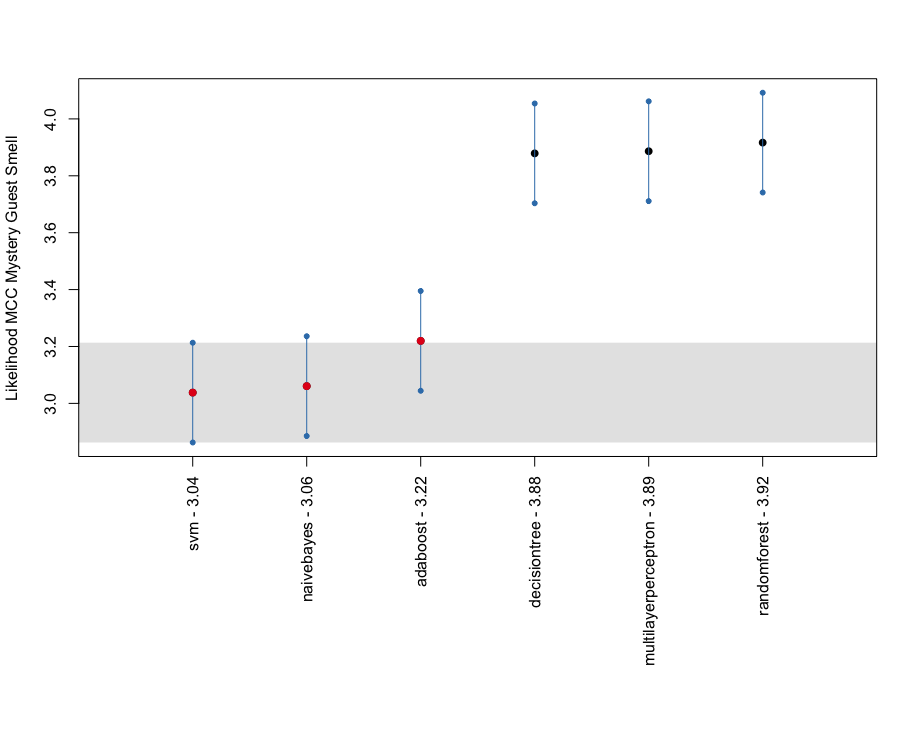 Likelihood MCC Mystery Guest Smell
4.0
3.8
3.6
3.4
3.2
3.0
svm - 3.04
naivebayes - 3.06
adaboost - 3.22
decisiontree - 3.88
multilayerperceptron - 3.89
randomforest - 3.92